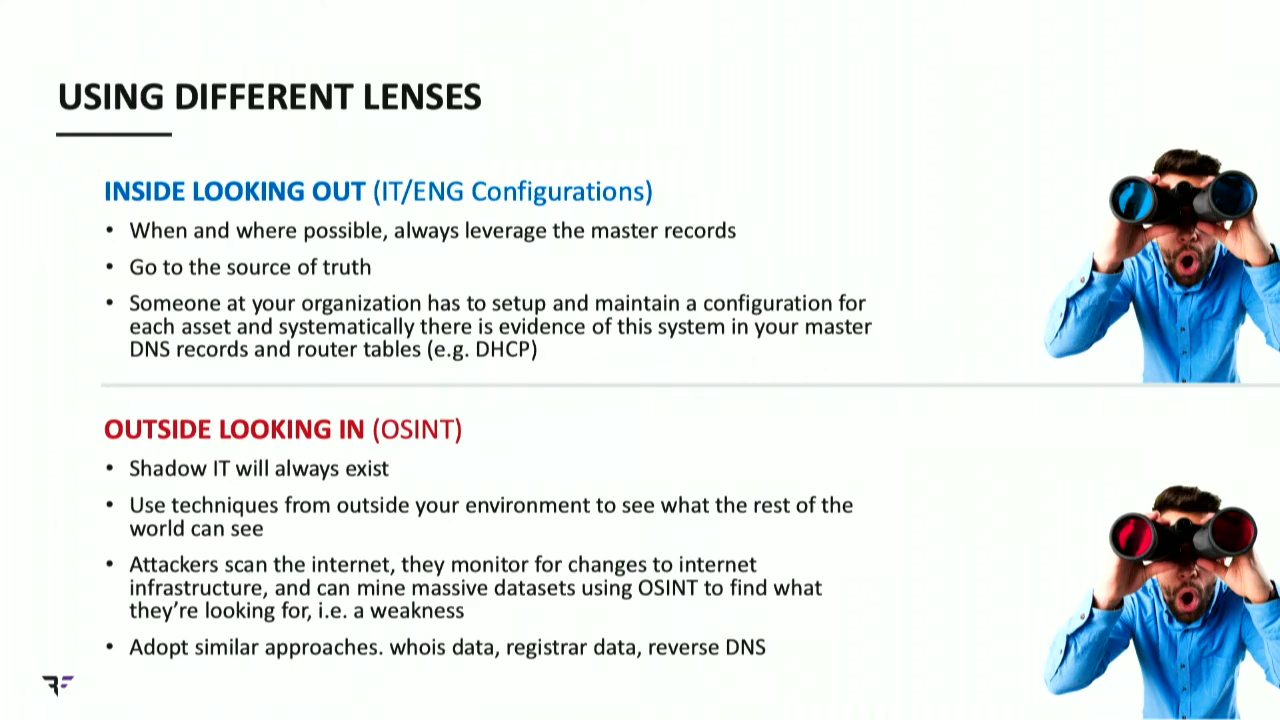 USING DIFFERENT LENSES
INSIDE LOOKING OUT (IT/ENG Configurations)
• When and where possible, always leverage the master records
• Go to the source of truth
• Someone at your organization has to setup and maintain a configuration for
each asset and systematically there is evidence of this system in your master
DNS records and router tables (e.g. DHCP)
OUTSIDE LOOKING IN (OSINT)
• Shadow IT will always exist
• Use techniques from outside your environment to see what the rest of the
world can see
• Attackers scan the internet, they monitor for changes to internet
infrastructure, and can mine massive datasets using OSINT to find what
they’re looking for, i.e. a weakness
• Adopt similar approaches. whois data, registrar data, reverse DNS